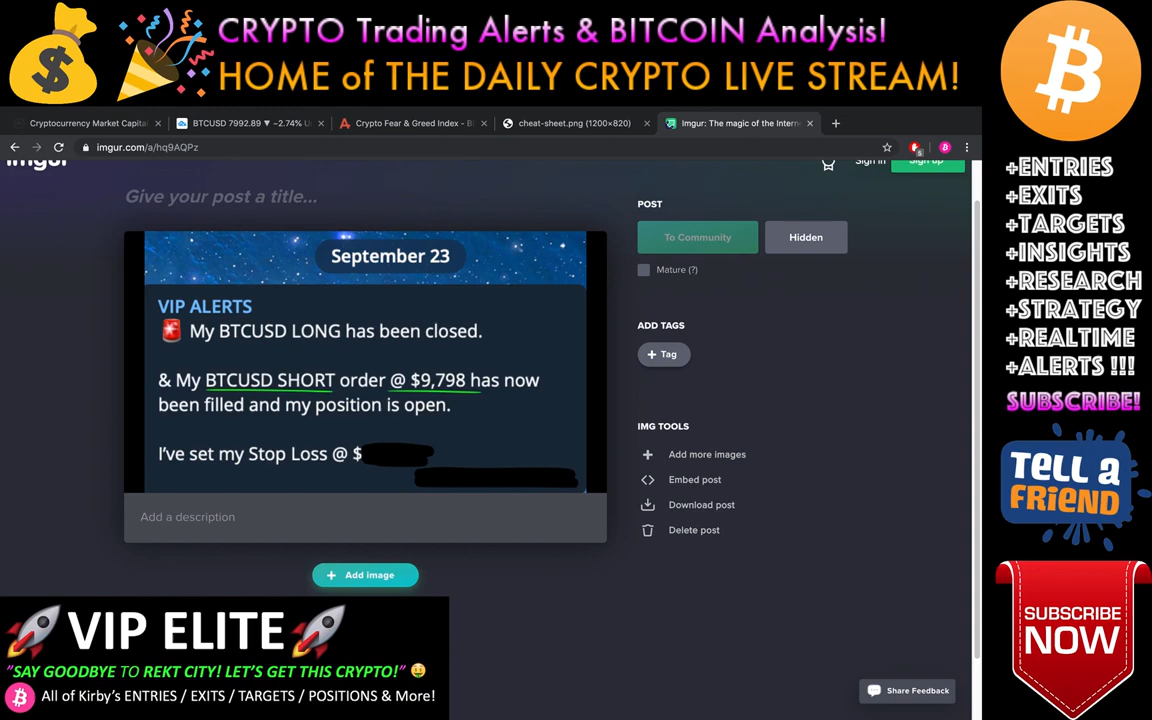 CRYPTO Trading Alerts & BITCOIN Analysis!
HOME of THE DAILY CRYPTO LIVE STREAM!
Cryptocurrency Market Capital
BTCUSD 7992.89 ▼ −2.74%
Crypto Fear & Greed Index -
cheat-sheet.png (1200×820)
Imgur: The magic of the Intern
imgur.com/a/hq9AQPz
imgur
Sign in
Sign up
Give your post a title...
September 23
VIP ALERTS
🚨 My BTCUSD LONG has been closed.
& My BTCUSD SHORT order @ $9,798 has now
been filled and my position is open.
I've set my Stop Loss @ $
Add a description
+ Add image
POST
To Community
Hidden
Mature (?)
ADD TAGS
+ Tag
IMG TOOLS
Add more images
Embed post
Download post
Delete post
Share Feedback
+ENTRIES
+EXITS
+TARGETS
+INSIGHTS
+RESEARCH
+STRATEGY
+REALTIME
+ALERTS !!!
SUBSCRIBE!
TELL A
FRIEND
SUBSCRIBE
NOW
🚀VIP ELITE🚀
"SAY GOODBYE TO REKT CITY! LET'S GET THIS CRYPTO!" 🤑
All of Kirby's ENTRIES / EXITS / TARGETS / POSITIONS & More!